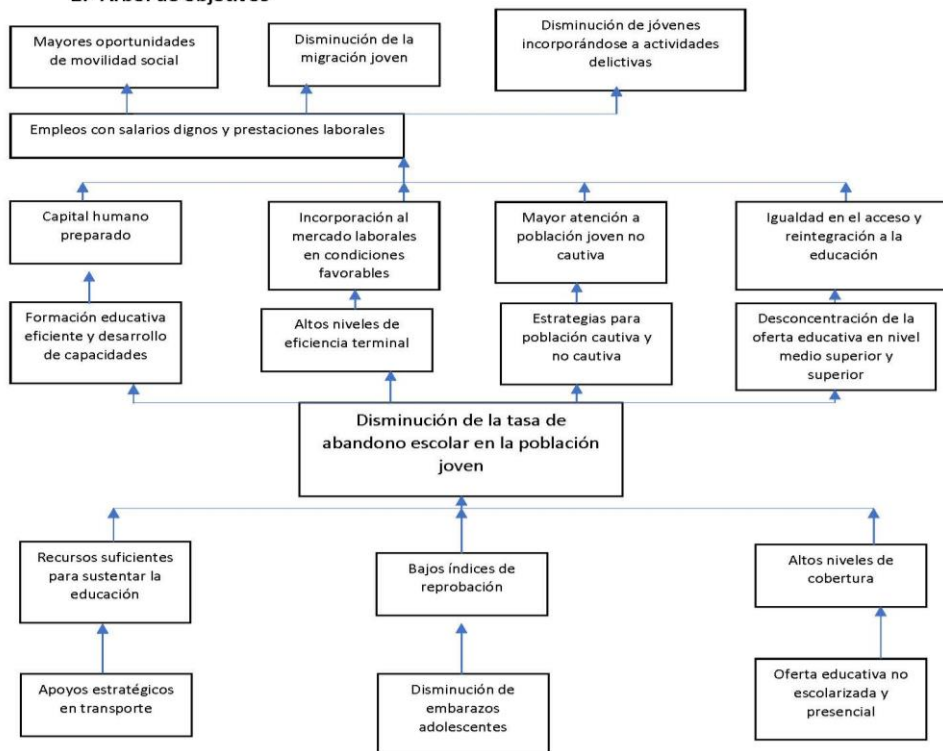 Mayores oportunidades
de movilidad social
Disminución de la
migración joven
Disminución de jóvenes
incorporándose a actividades
delictivas
Empleos con salarios dignos y prestaciones laborales
Capital humano
preparado
Incorporación al
mercado laborales
en condiciones
favorables
Mayor atención a
población joven no
cautiva
Igualdad en el acceso y
reintegración a la
educación
Formación educativa
eficiente y desarrollo
de capacidades
Altos niveles de
eficiencia terminal
Estrategias para
población cautiva y
no cautiva
Desconcentración de la
oferta educativa en nivel
medio superior y
superior
Disminución de la tasa de
abandono escolar en la población
joven
Recursos suficientes
para sustentar la
educación
Bajos índices de
reprobación
Altos niveles de
cobertura
Apoyos estratégicos
en transporte
Disminución de
embarazos
adolescentes
Oferta educativa no
escolarizada y
presencial